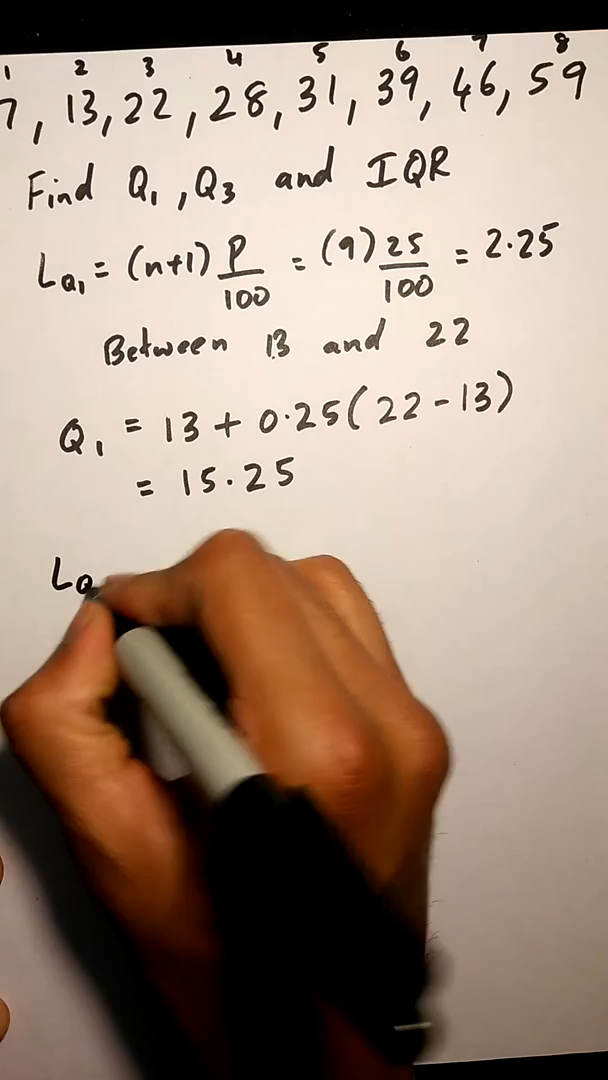 1 2 3 4 5 6 7 8
7, 13, 22, 28, 31, 39, 46, 59
Find Q₁, Q₃ and IQR
L_Q₁ = (n+1) P/100 = (9) 25/100 = 2.25
Between 13 and 22
Q₁ = 13 + 0.25(22-13)
= 15.25
L_Q